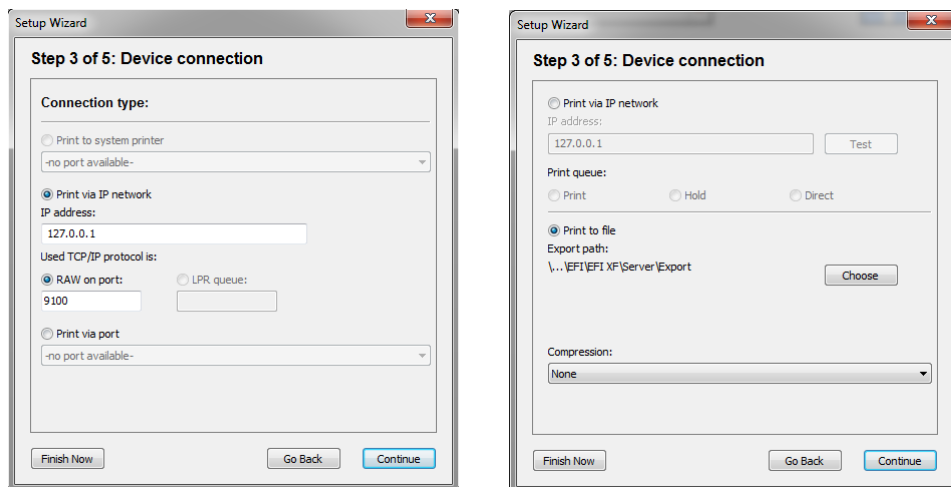 Setup Wizard
Step 3 of 5: Device connection
Connection type:
Print to system printer
-no port available-
Print via IP network
IP address:
127.0.0.1
Used TCP/IP protocol is:
RAW on port: LPR queue:
9100
Print via port
-no port available-
Finish Now Go Back Continue
Setup Wizard
Step 3 of 5: Device connection
Print via IP network
IP address:
127.0.0.1 Test
Print queue:
Print Hold Direct
Print to file
Export path:
\...\EFI\EFI XF\Server\Export
Choose
Compression:
None
Finish Now Go Back Continue